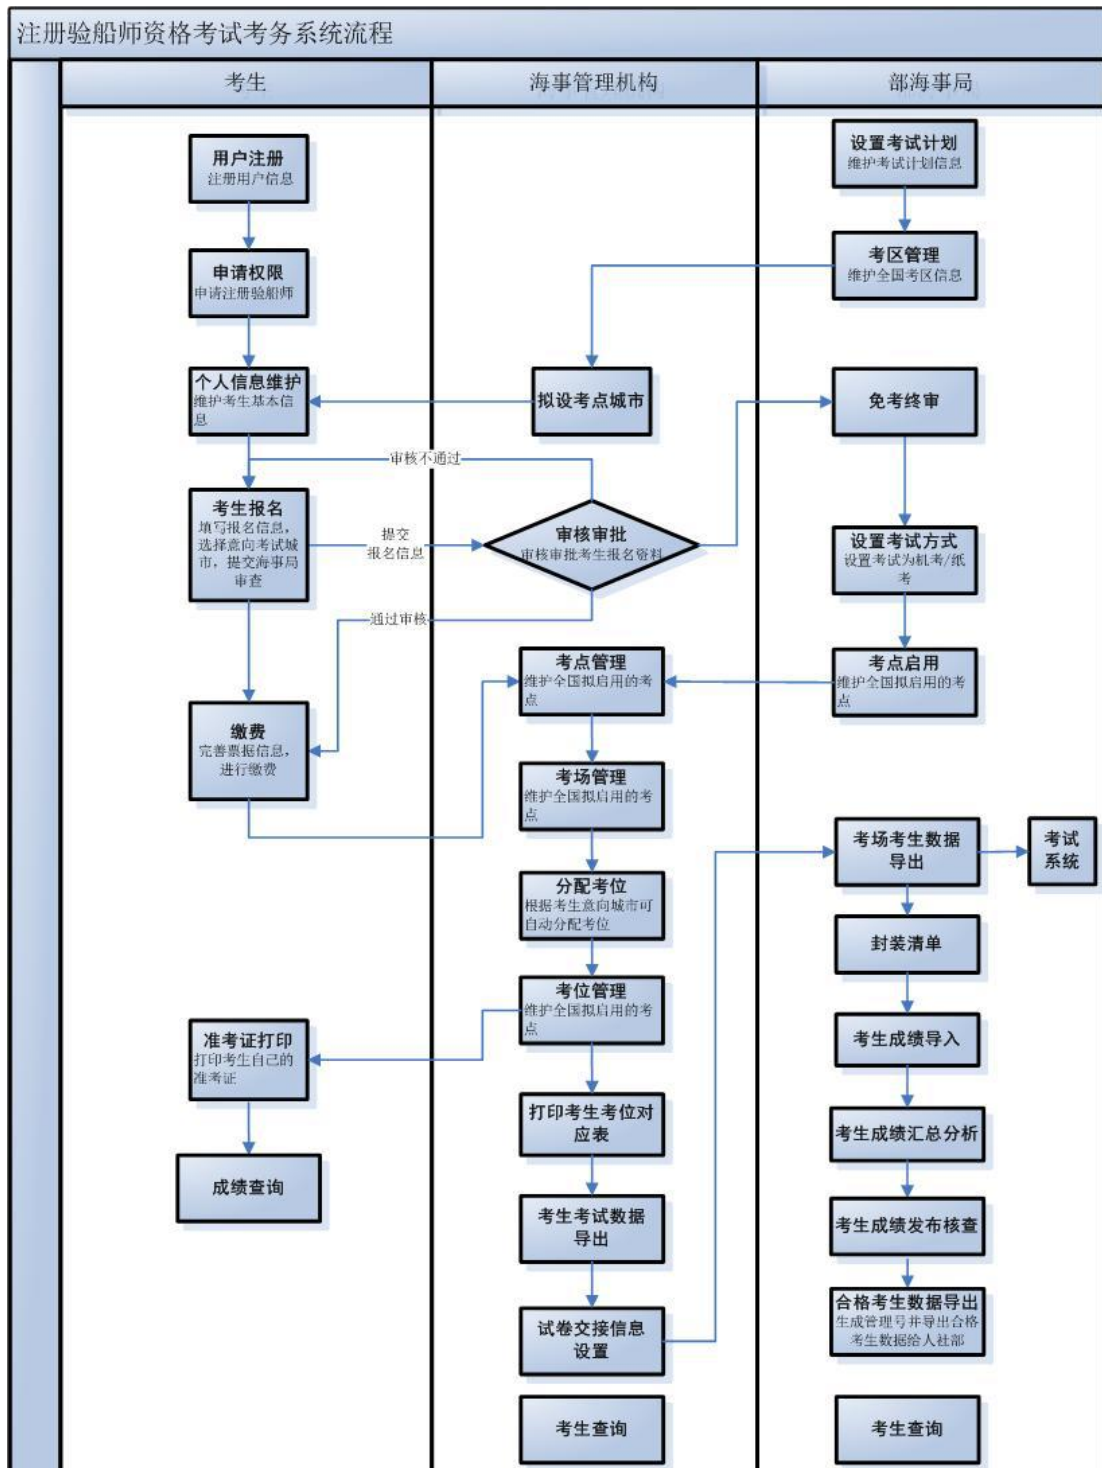 注册验船师资格考试考务系统流程
考生
海事管理机构
部海事局
用户注册
注册用户信息
申请权限
申请注册验船师
个人信息维护
维护考生基本信
息
考生报名
填写报名信息，
选择意向考试城
市，提交海事局
审查
缴费
完善票据信息，
进行缴费
准考证打印
打印考生自己的
准考证
成绩查询
提交
报名信息
审核不通过
通过审核
拟设考点城市
审核审批
审核审批考生报名资料
考点管理
维护全国拟启用的考
点
考场管理
维护全国拟启用的考
点
分配考位
根据考生意向城市可
自动分配考位
考位管理
维护全国拟启用的考
点
打印考生考位对
应表
考生考试数据
导出
试卷交接信息
设置
考生查询
设置考试计划
维护考试计划信息
考区管理
维护全国考区信息
免考终审
设置考试方式
设置考试为机考/纸
考
考点启用
维护全国拟启用的考
点
考场考生数据
导出
考试
系统
封装清单
考生成绩导入
考生成绩汇总分析
考生成绩发布核查
合格考生数据导出
生成管理号并导出合格
考生数据给人社部
考生查询